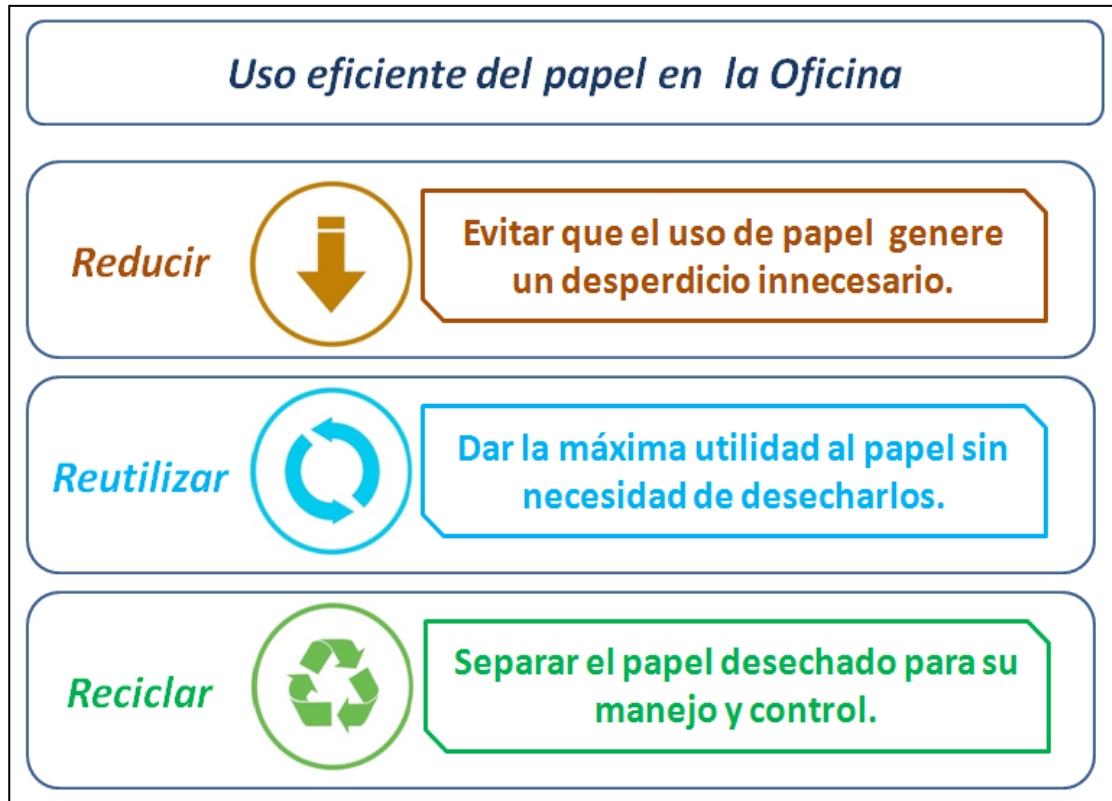 Uso eficiente del papel en la Oficina
Reducir
Evitar que el uso de papel genere
un desperdicio innecesario.
Reutilizar
Dar la máxima utilidad al papel sin
necesidad de desecharlos.
Reciclar
Separar el papel desechado para su
manejo y control.